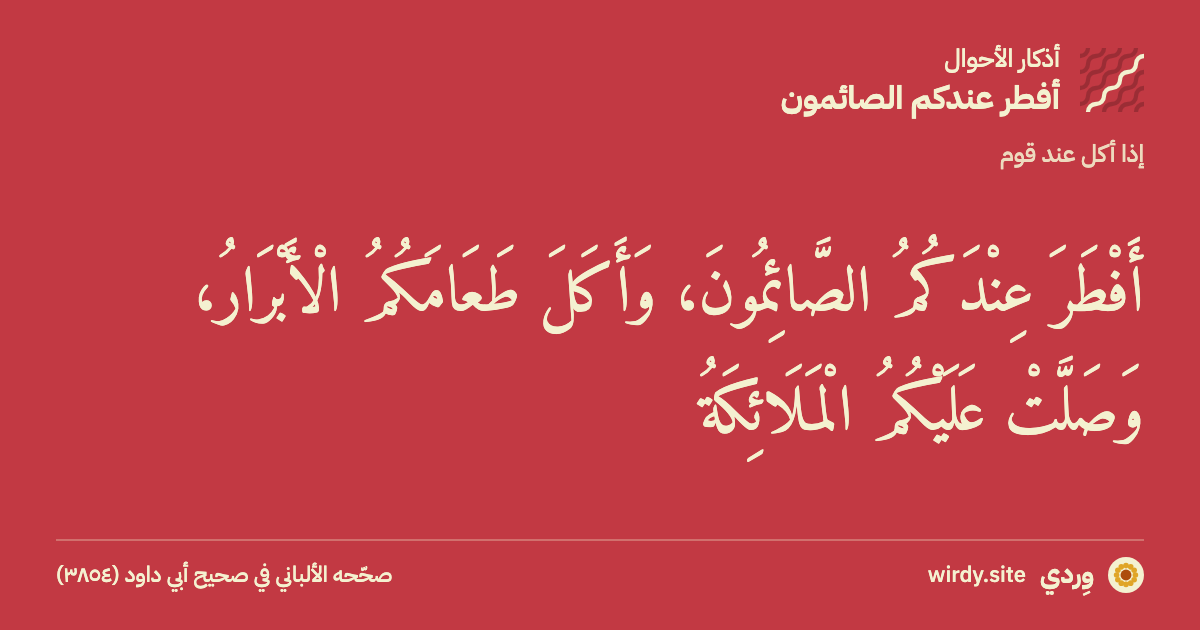 أذكار الأحوال
أفطر عندكم الصائمون
إذا أكل عند قوم
أَفْطَرَ عِنْدَكُمُ الصَّائِمُونَ، وَأَكَلَ طَعَامَكُمُ الْأَبْرَارُ،
وَصَلَّتْ عَلَيْكُمُ الْمَلَائِكَةُ
وِردي wirdy.site
صحّحه الألباني في صحيح أبي داود (٣٨٥٤)